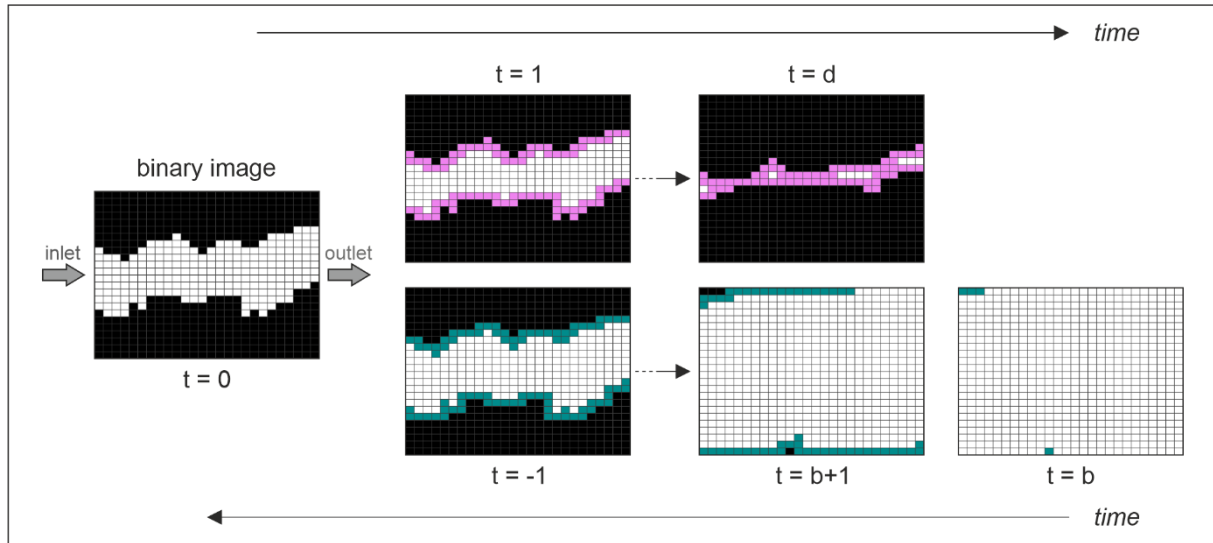 time
t = 1
t = d
binary image
inlet
outlet
t = 0
t = -1
t = b+1
t = b
time